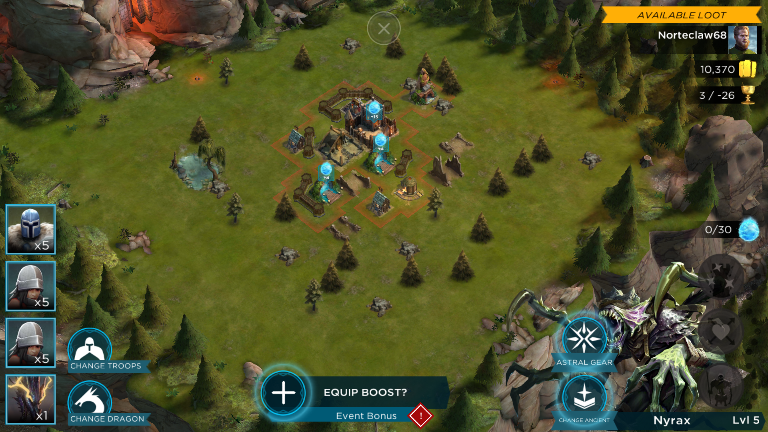 AVAILABLE LOOT
Norteclaw68
10,370
3 / -26
0/30
x5
x5
x5
x1
CHANGE TROOPS
CHANGE DRAGON
EQUIP BOOST?
Event Bonus !
ASTRAL GEAR
CHANGE ANCIENT
Nyrax Lvl 5